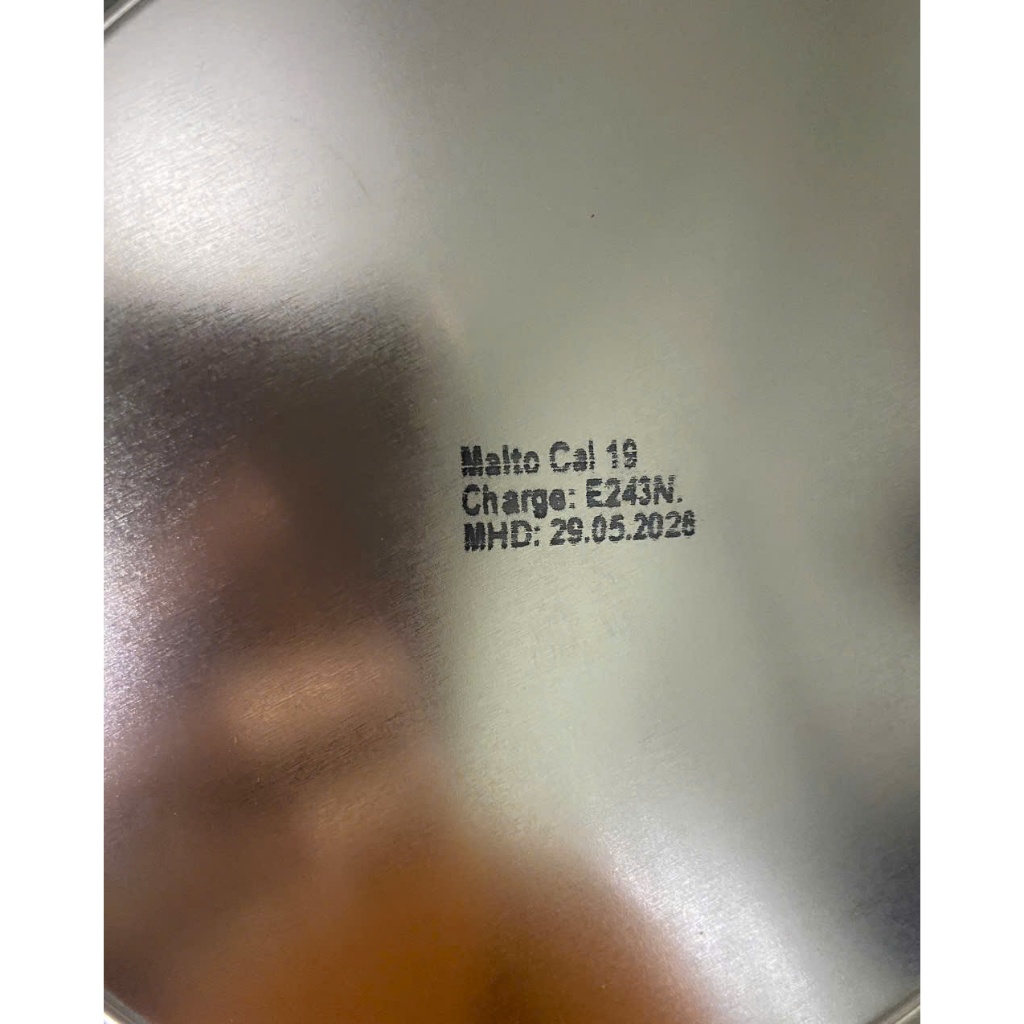 Malto Cal 19
Charge: E243N.
MHD: 29.05.2026